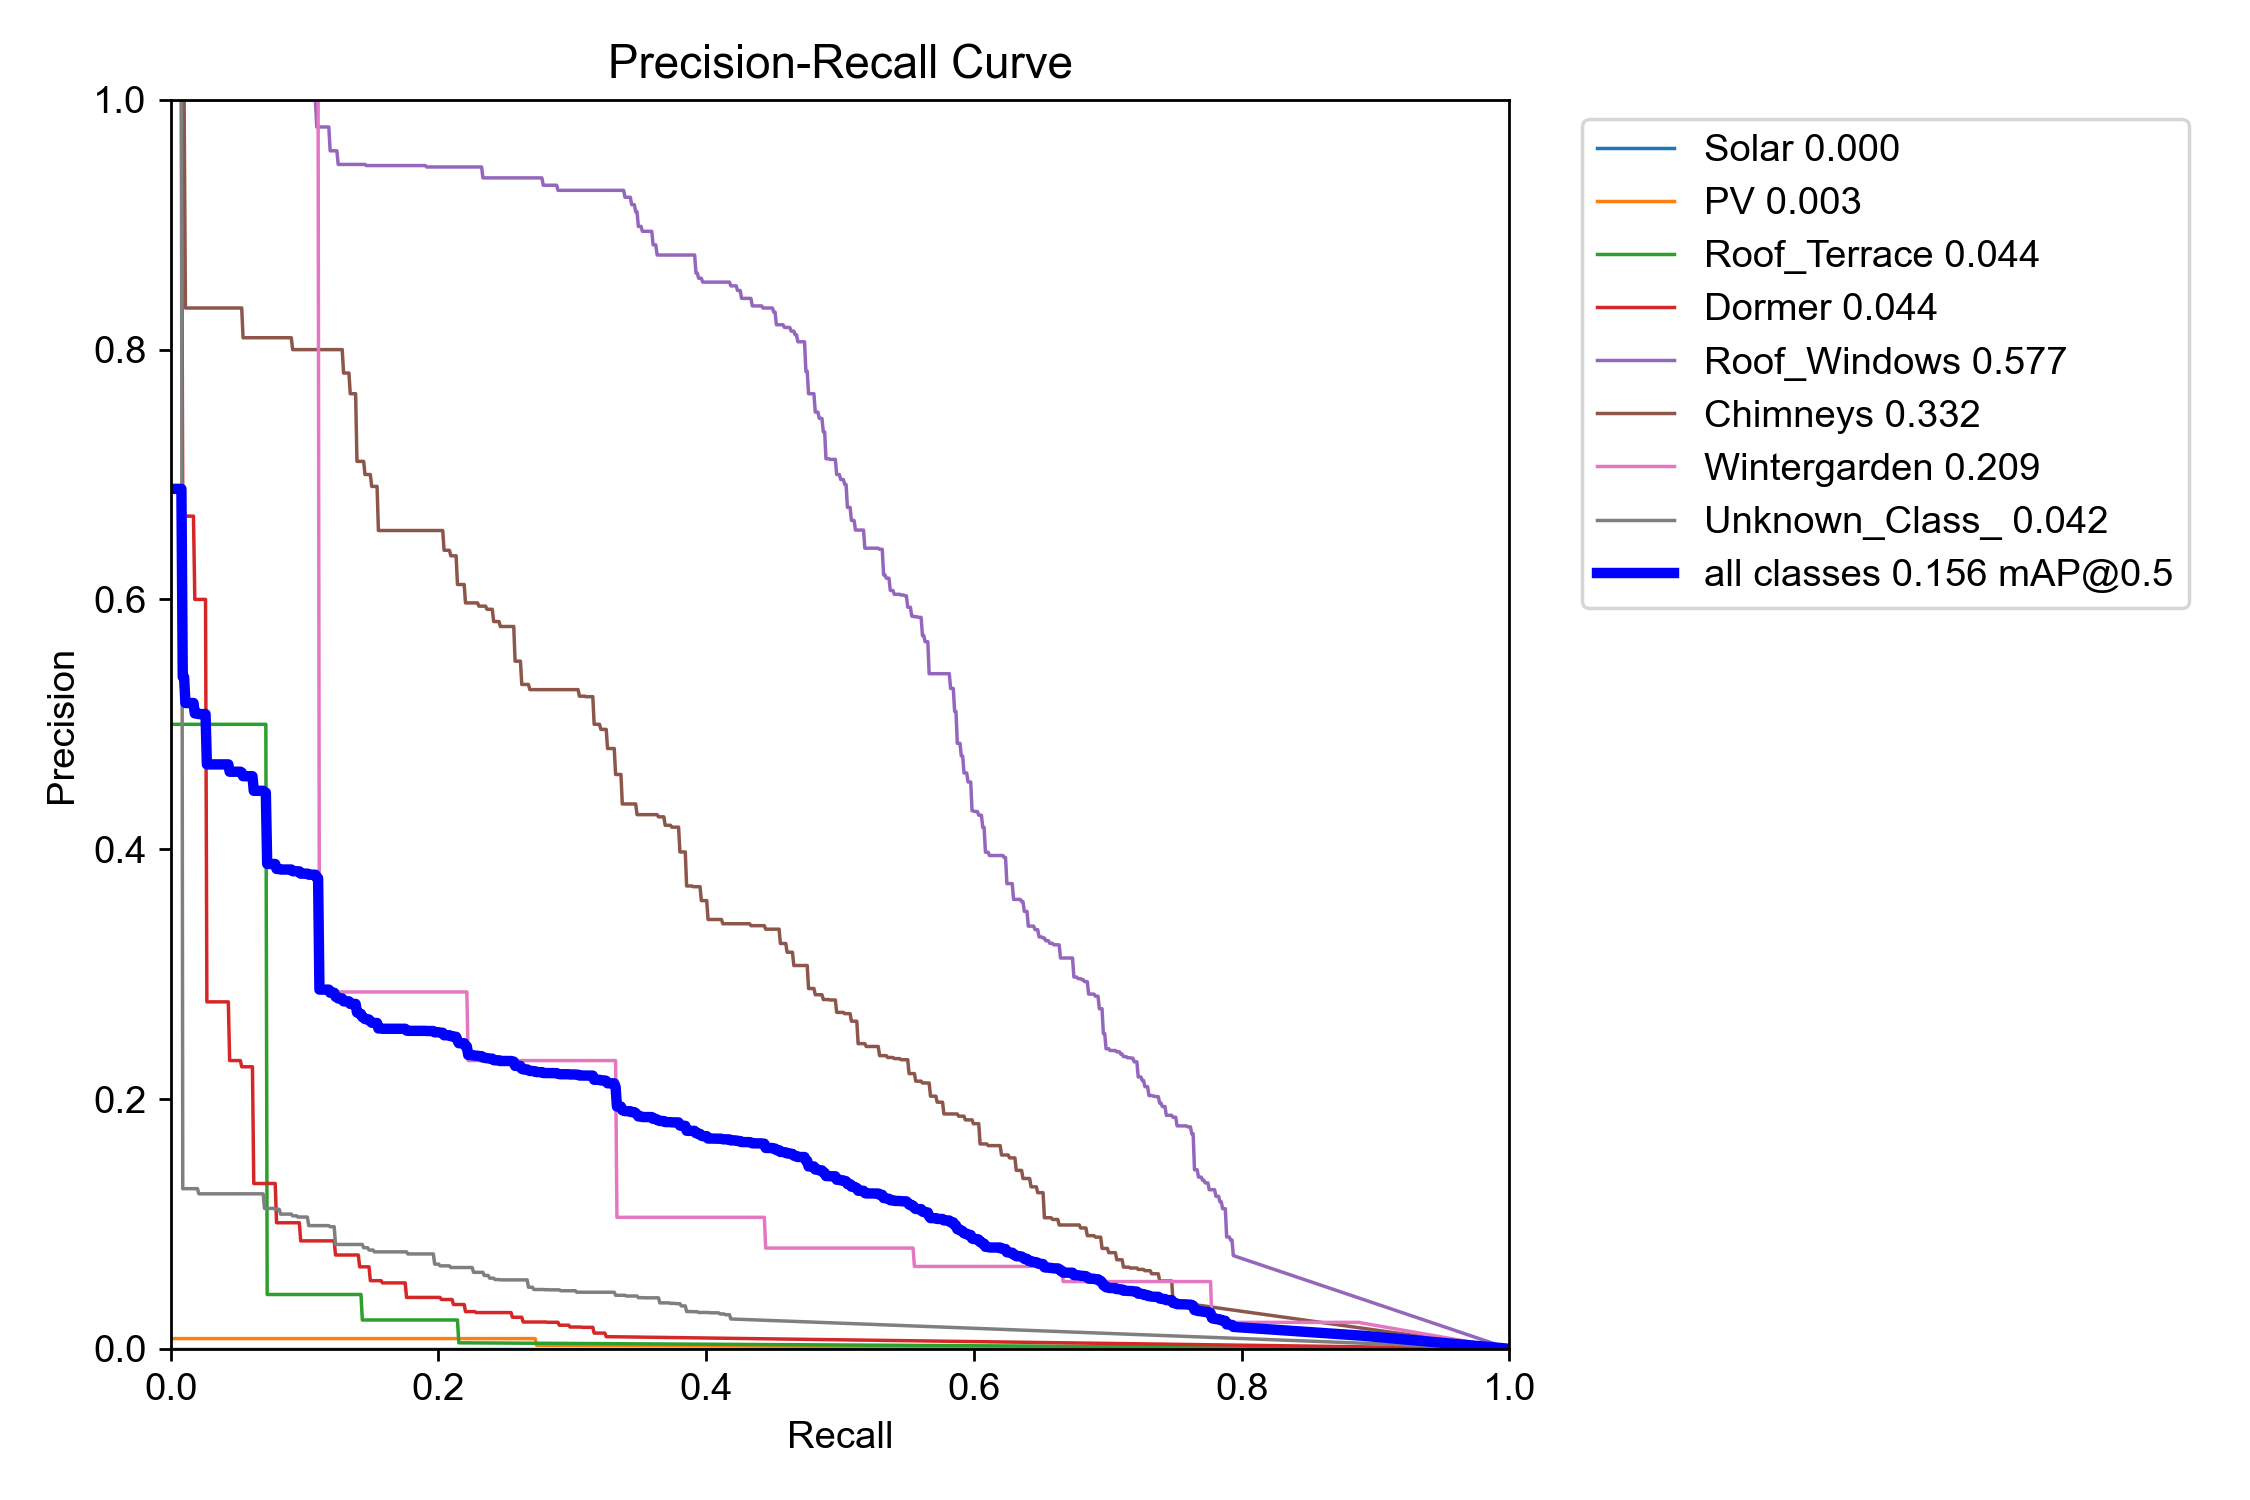 Precision-Recall Curve
1.0
0.8
0.6
0.4
0.2
0.0
Precision
0.0 0.2 0.4 0.6 0.8 1.0
Recall
Solar 0.000
PV 0.003
Roof_Terrace 0.044
Dormer 0.044
Roof_Windows 0.577
Chimneys 0.332
Wintergarden 0.209
Unknown_Class_ 0.042
all classes 0.156 mAP@0.5